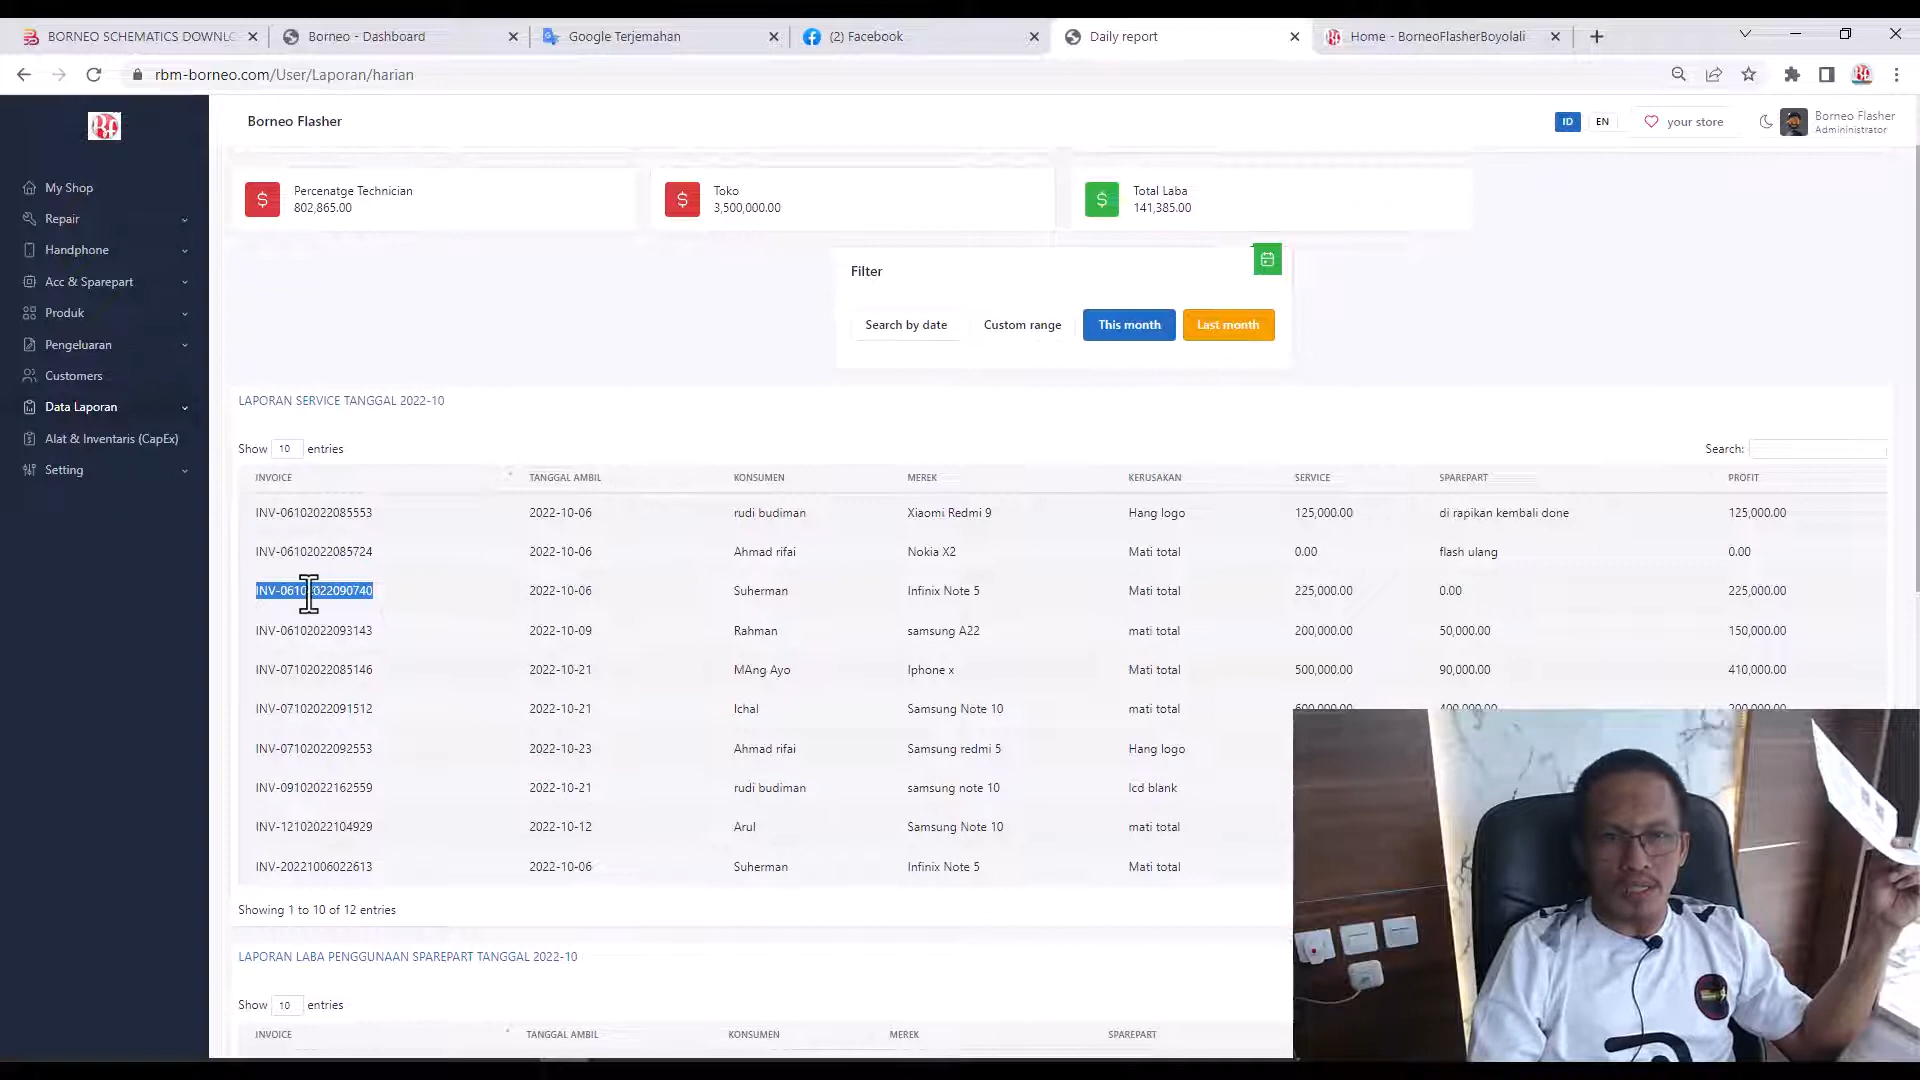 BORNEO SCHEMATICS DOWNLC
Borneo - Dashboard
Google Terjemahan
(2) Facebook
Daily report
Home - BorneoFlasherBoyolali
rbm-borneo.com/User/Laporan/harian
Borneo Flasher
ID
EN
your store
Borneo Flasher
Admininistrator
My Shop
Repair
Handphone
Acc & Sparepart
Produk
Pengeluaran
Customers
Data Laporan
Alat & Inventaris (CapEx)
Setting
Percenatge Technician
802,865.00
Toko
3,500,000.00
Total Laba
141,385.00
Filter
Search by date
Custom range
This month
Last month
LAPORAN SERVICE TANGGAL 2022-10
Show 10 entries
Search:
INVOICE TANGGAL AMBIL KONSUMEN MEREK KERUSAKAN SERVICE SPAREPART PROFIT
INV-06102022085553 2022-10-06 rudi budiman Xiaomi Redmi 9 Hang logo 125,000.00 di rapikan kembali done 125,000.00
INV-06102022085724 2022-10-06 Ahmad rifai Nokia X2 Mati total 0.00 flash ulang 0.00
INV-06102022090740 2022-10-06 Suherman Infinix Note 5 Mati total 225,000.00 0.00 225,000.00
INV-06102022093143 2022-10-09 Rahman samsung A22 mati total 200,000.00 50,000.00 150,000.00
INV-07102022085146 2022-10-21 MAng Ayo Iphone x Mati total 500,000.00 90,000.00 410,000.00
INV-07102022091512 2022-10-21 Ichal Samsung Note 10 mati total 600,000.00 400,000.00 200,000.00
INV-07102022092553 2022-10-23 Ahmad rifai Samsung redmi 5 Hang logo
INV-09102022162559 2022-10-21 rudi budiman samsung note 10 lcd blank
INV-12102022104929 2022-10-12 Arul Samsung Note 10 mati total
INV-20221006022613 2022-10-06 Suherman Infinix Note 5 Mati total
Showing 1 to 10 of 12 entries
LAPORAN LABA PENGGUNAAN SPAREPART TANGGAL 2022-10
Show 10 entries
INVOICE TANGGAL AMBIL KONSUMEN MEREK SPAREPART